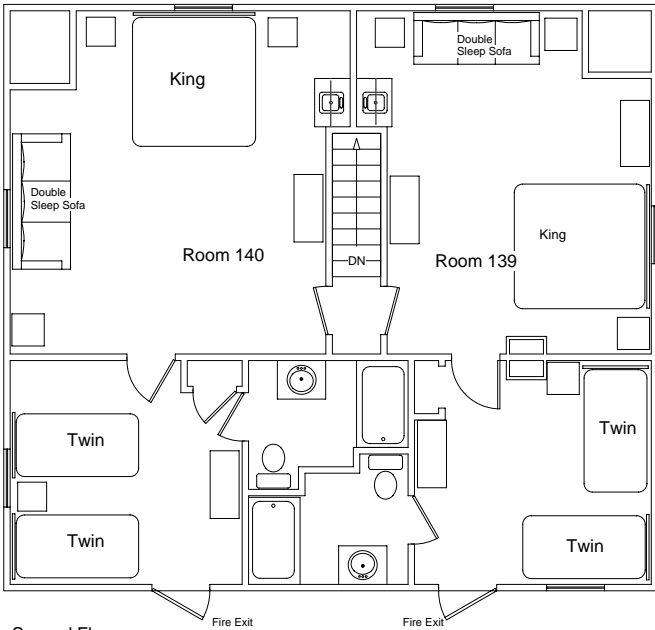 Double
Sleep Sofa
King
Double
Sleep Sofa
King
Room 140
Room 139
DN
Twin
Twin
Twin
Twin
Fire Exit
Fire Exit